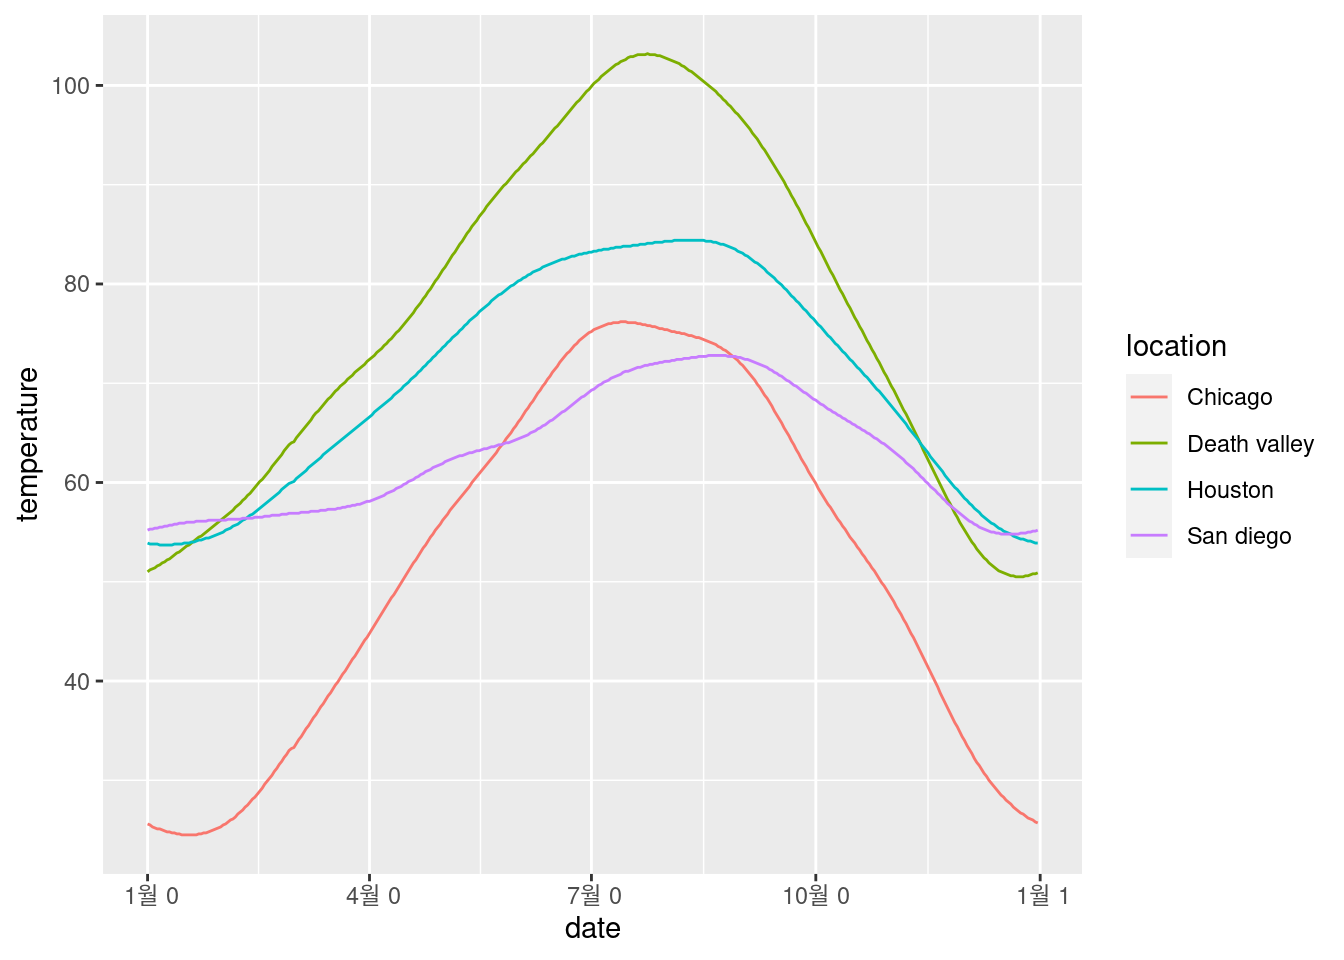 100
80
60
40
temperature
1월 0
4월 0
7월 0
10월 0
1월 1
date
location
Chicago
Death valley
Houston
San diego